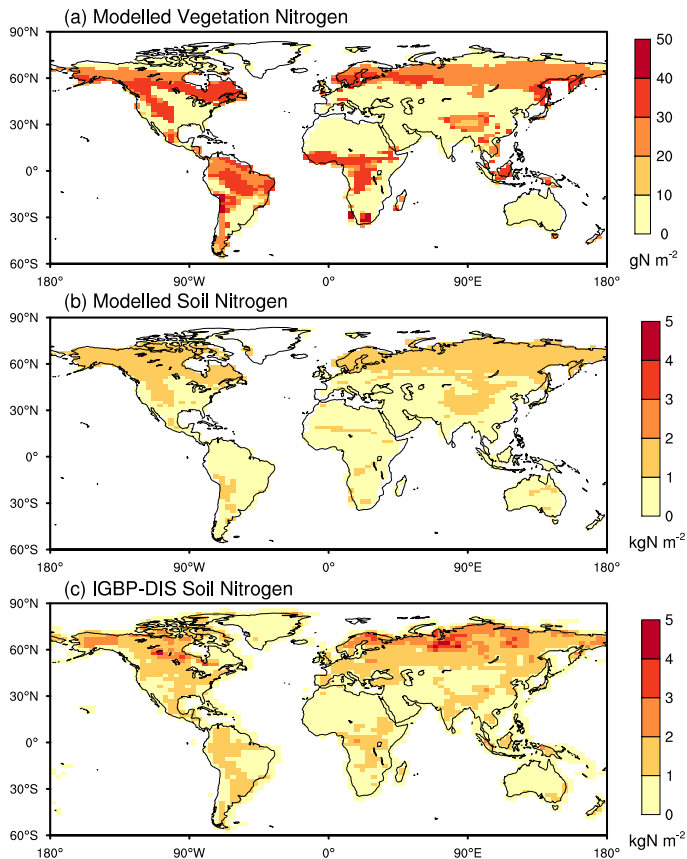 (a) Modelled Vegetation Nitrogen
90°N
60°N
30°N
0°
30°S
60°S
180°
90°W
0°
90°E
180°
50
40
30
20
10
0
gN m⁻²
(b) Modelled Soil Nitrogen
90°N
60°N
30°N
0°
30°S
60°S
180°
90°W
0°
90°E
180°
5
4
3
2
1
0
kgN m⁻²
(c) IGBP-DIS Soil Nitrogen
90°N
60°N
30°N
0°
30°S
60°S
180°
90°W
0°
90°E
180°
5
4
3
2
1
0
kgN m⁻²